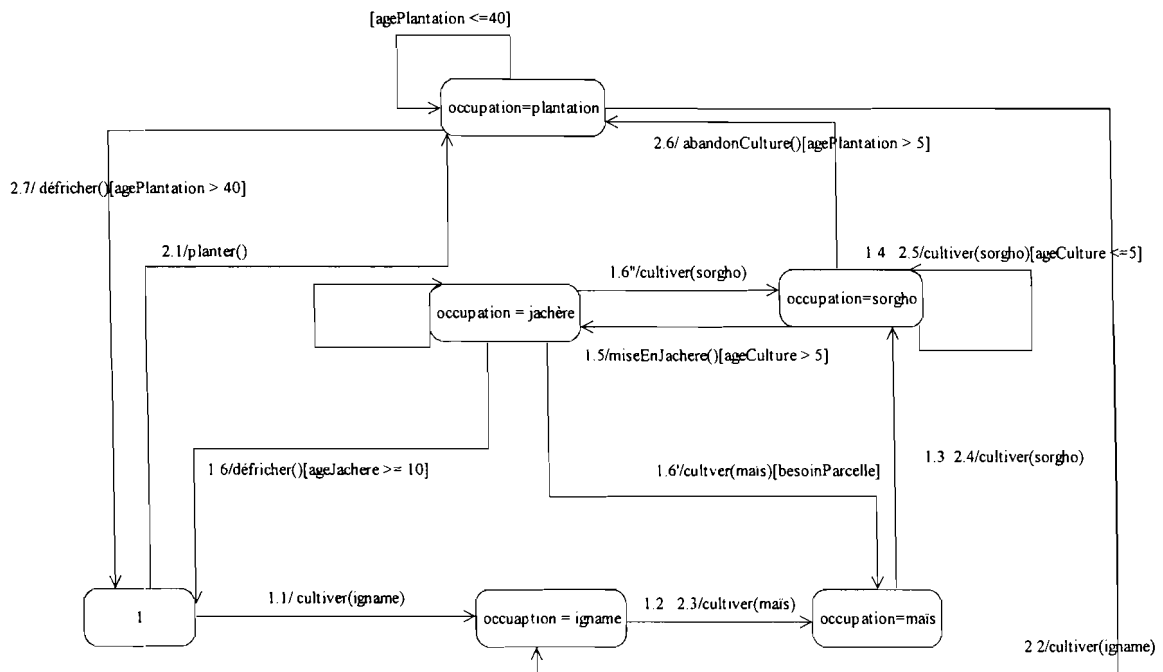 [agePlantation <=40]
occupation=plantation
2.6/ abandonCulture()[agePlantation > 5]
2.7/ défricher()[agePlantation > 40]
2.1/planter()
1 4 2.5/cultiver(sorgho)[ageCulture <=5]
1.6"/cultiver(sorgho)
occupation = jachère
occupation=sorgho
1.5/miseEnJachere()[ageCulture > 5]
1 6/défricher()[ageJachere >= 10]
1.6'/cultver(maïs)[besoinParcelle]
1.3 2.4/cultiver(sorgho)
1.1/ cultiver(igname)
1
occuaption = igname
1.2 2.3/cultiver(maïs)
occupation=maïs
2 2/cultiver(igname)